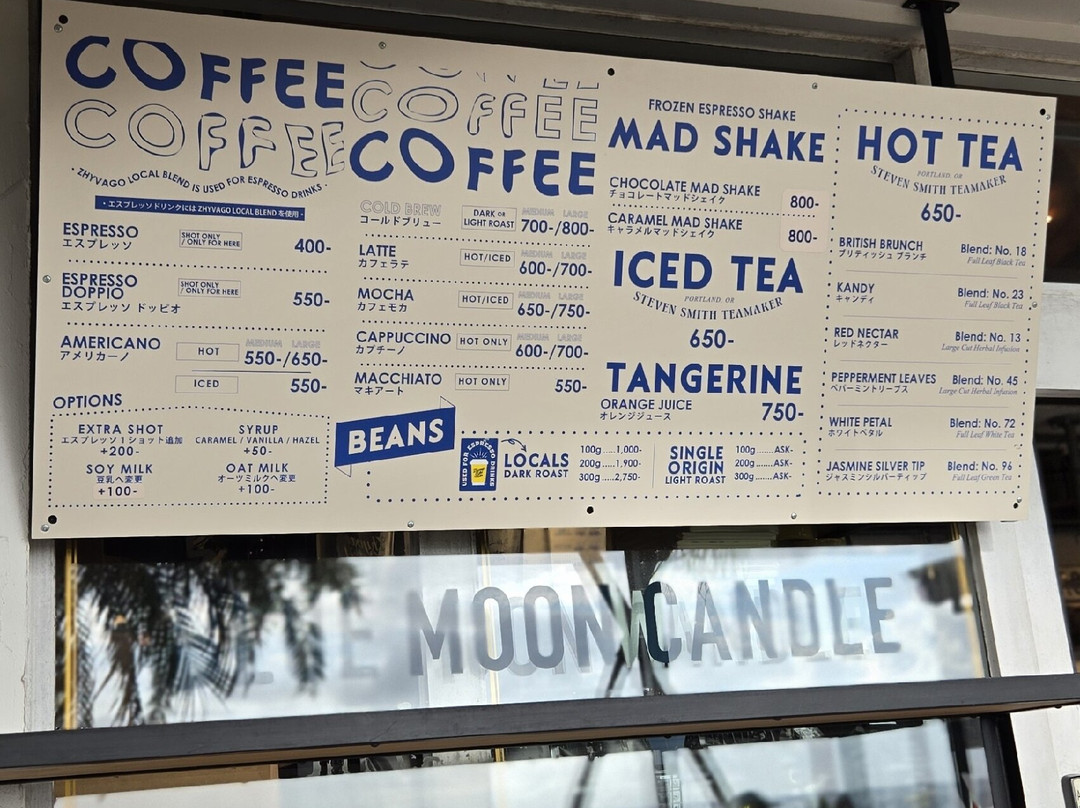 COFFEE
COFFEE
COFFEE
COFFEE
· ZHYVAGO LOCAL BLEND IS USED FOR ESPRESSO DRINKS ·
・エスプレッソドリンクには ZHYVAGO LOCAL BLEND を使用・
ESPRESSO
エスプレッソ
SHOT ONLY
/ ONLY FOR HERE
400-
ESPRESSO
DOPPIO
エスプレッソ ドッピオ
SHOT ONLY
/ ONLY FOR HERE
550-
AMERICANO
アメリカーノ
HOT
MEDIUM LARGE
550-/650-
ICED
550-
OPTIONS
EXTRA SHOT
エスプレッソ1ショット追加
+200-
SYRUP
CARAMEL / VANILLA / HAZEL
+50-
SOY MILK
豆乳へ変更
+100-
OAT MILK
オーツミルクへ変更
+100-
COLD BREW
コールドブリュー
DARK OR
LIGHT ROAST
MEDIUM LARGE
700-/800-
LATTE
カフェラテ
HOT/ICED
MEDIUM LARGE
600-/700-
MOCHA
カフェモカ
HOT/ICED
MEDIUM LARGE
650-/750-
CAPPUCCINO
カプチーノ
HOT ONLY
MEDIUM LARGE
600-/700-
MACCHIATO
マキアート
HOT ONLY
550-
BEANS
USED FOR ESPRESSO DRINKS
LOCALS
DARK ROAST
100g.....1,000-
200g.....1,900-
300g.....2,750-
SINGLE
ORIGIN
LIGHT ROAST
100g.......ASK-
200g.......ASK-
300g.......ASK-
FROZEN ESPRESSO SHAKE
MAD SHAKE
CHOCOLATE MAD SHAKE
チョコレートマッドシェイク
800-
CARAMEL MAD SHAKE
キャラメルマッドシェイク
800-
ICED TEA
PORTLAND. OR
STEVEN SMITH TEAMAKER
650-
TANGERINE
ORANGE JUICE
オレンジジュース
750-
HOT TEA
PORTLAND. OR
STEVEN SMITH TEAMAKER
650-
BRITISH BRUNCH
ブリティッシュ ブランチ
Blend: No. 18
Full Leaf Black Tea
KANDY
キャンディ
Blend: No. 23
Full Leaf Black Tea
RED NECTAR
レッドネクター
Blend: No. 13
Large Cut Herbal Infusion
PEPPERMENT LEAVES
ペパーミントリーブス
Blend: No. 45
Large Cut Herbal Infusion
WHITE PETAL
ホワイトペタル
Blend: No. 72
Full Leaf White Tea
JASMINE SILVER TIP
ジャスミンシルバーティップ
Blend: No. 96
Full Leaf Green Tea
MOON CANDLE